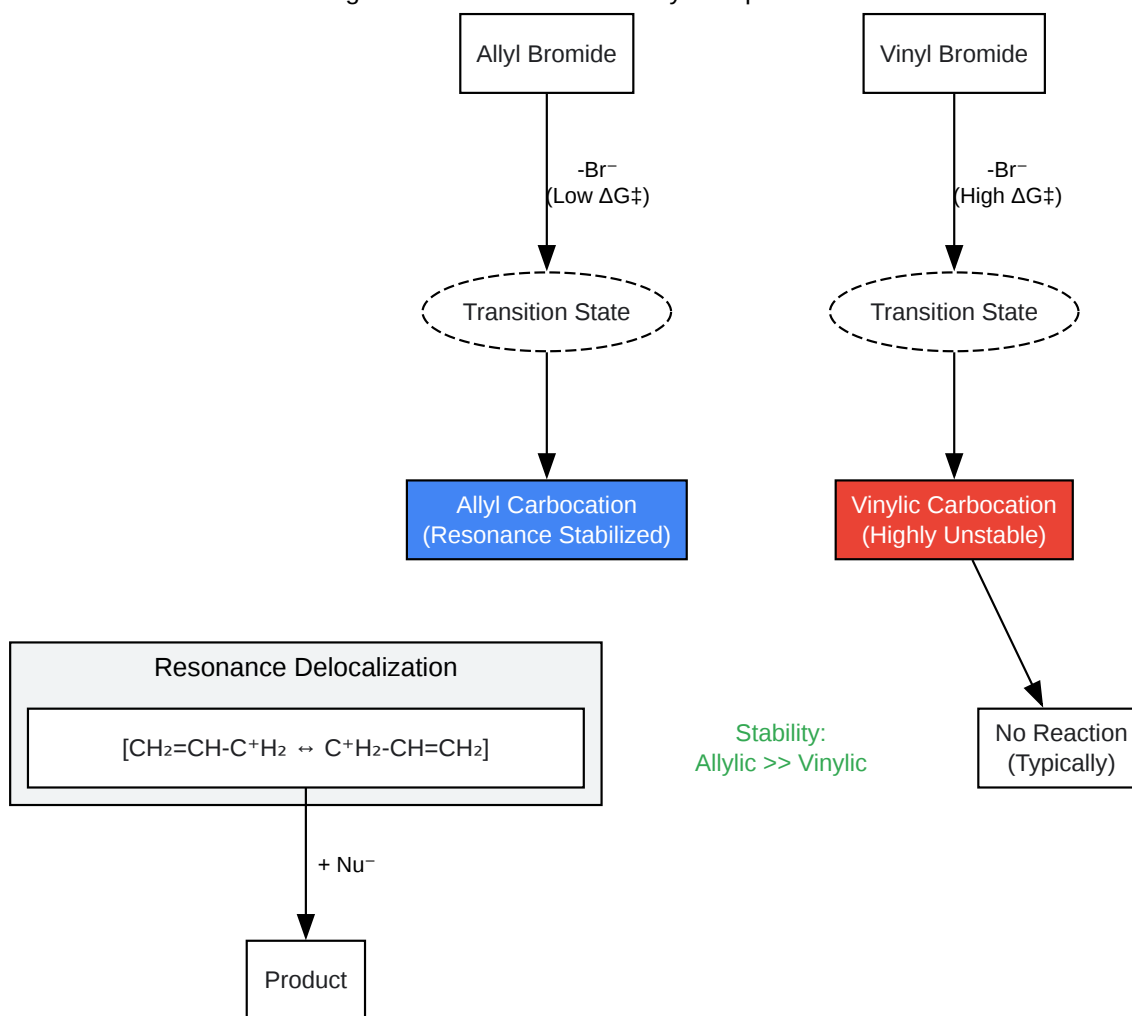 Allyl Bromide
Vinyl Bromide
-Br⁻
(Low ΔG‡)
-Br⁻
(High ΔG‡)
Transition State
Transition State
Allyl Carbocation
(Resonance Stabilized)
Vinylic Carbocation
(Highly Unstable)
Resonance Delocalization
[CH₂=CH-C⁺H₂ ↔ C⁺H₂-CH=CH₂]
Stability:
Allylic >> Vinylic
No Reaction
(Typically)
+ Nu⁻
Product